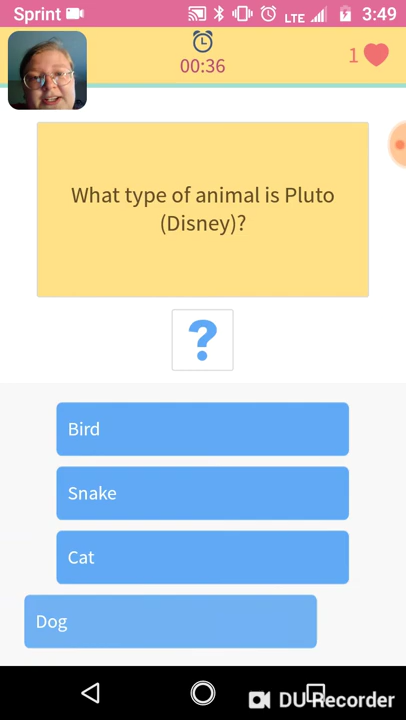 Sprint
LTE
3:49
00:36
1
What type of animal is Pluto
(Disney)?
?
Bird
Snake
Cat
Dog
DU Recorder